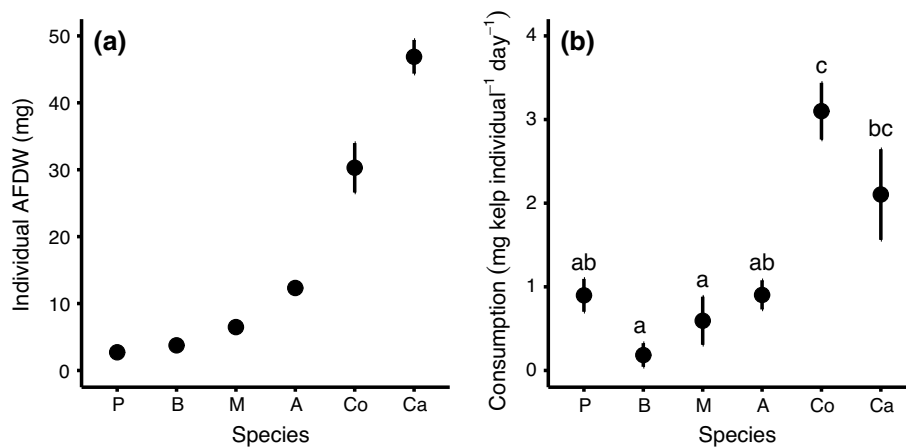 (a)
Individual AFDW (mg)
50
40
30
20
10
0
P B M A Co Ca
Species
(b)
Consumption (mg kelp individual⁻¹ day⁻¹)
4
3
2
1
0
ab
a
a
ab
c
bc
P B M A Co Ca
Species